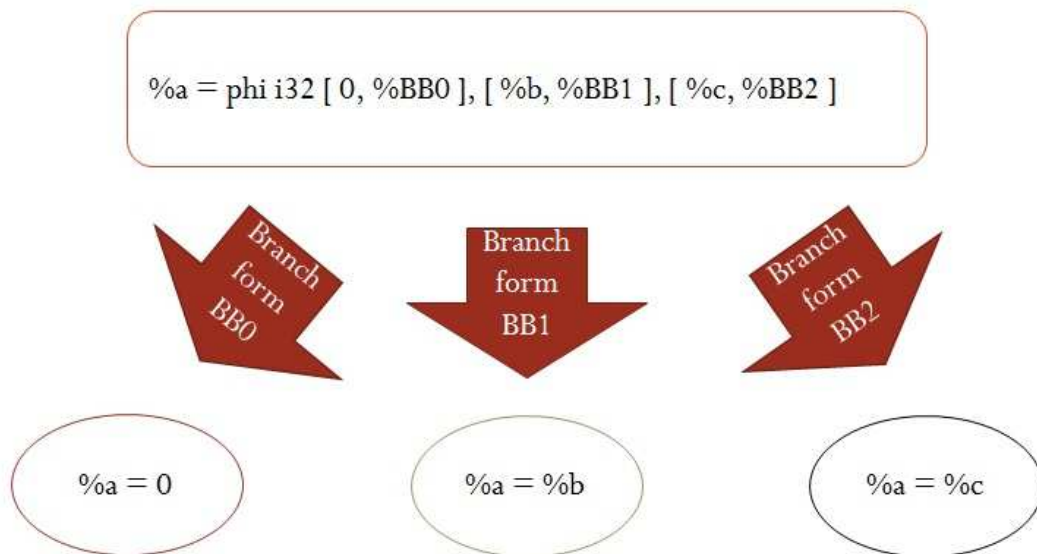 %a = phi i32 [ 0, %BB0 ], [ %b, %BB1 ], [ %c, %BB2 ]
Branch
form
BB0
Branch
form
BB1
Branch
form
BB2
%a = 0
%a = %b
%a = %c